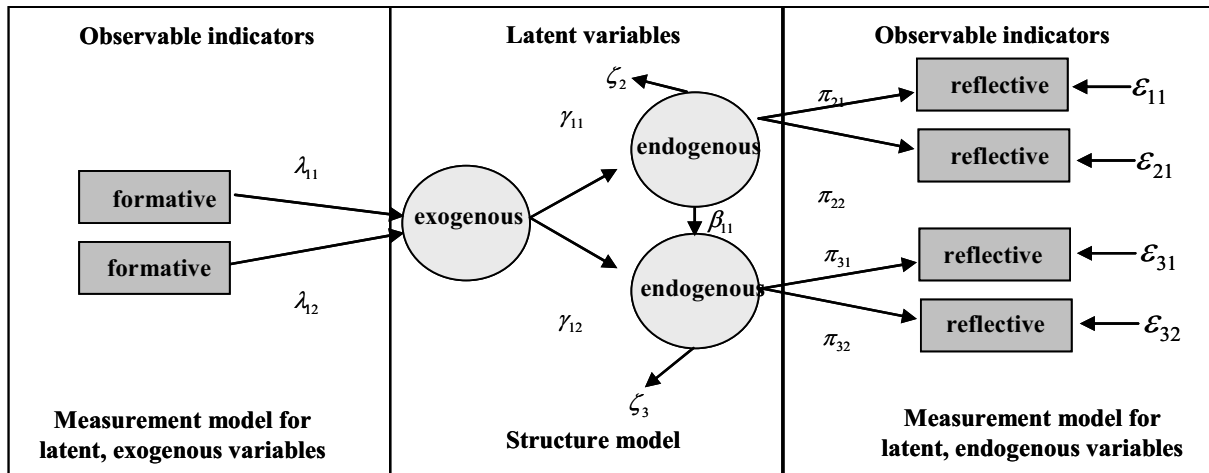 Observable indicators
λ₁₁
formative
formative
λ₁₂
Measurement model for
latent, exogenous variables
Latent variables
ζ₂
γ₁₁
endogenous
exogenous
β₁₁
endogenous
γ₁₂
ζ₃
Structure model
Observable indicators
π₂₁
reflective
ε₁₁
reflective
ε₂₁
π₂₂
π₃₁
reflective
ε₃₁
reflective
ε₃₂
π₃₂
Measurement model for
latent, endogenous variables